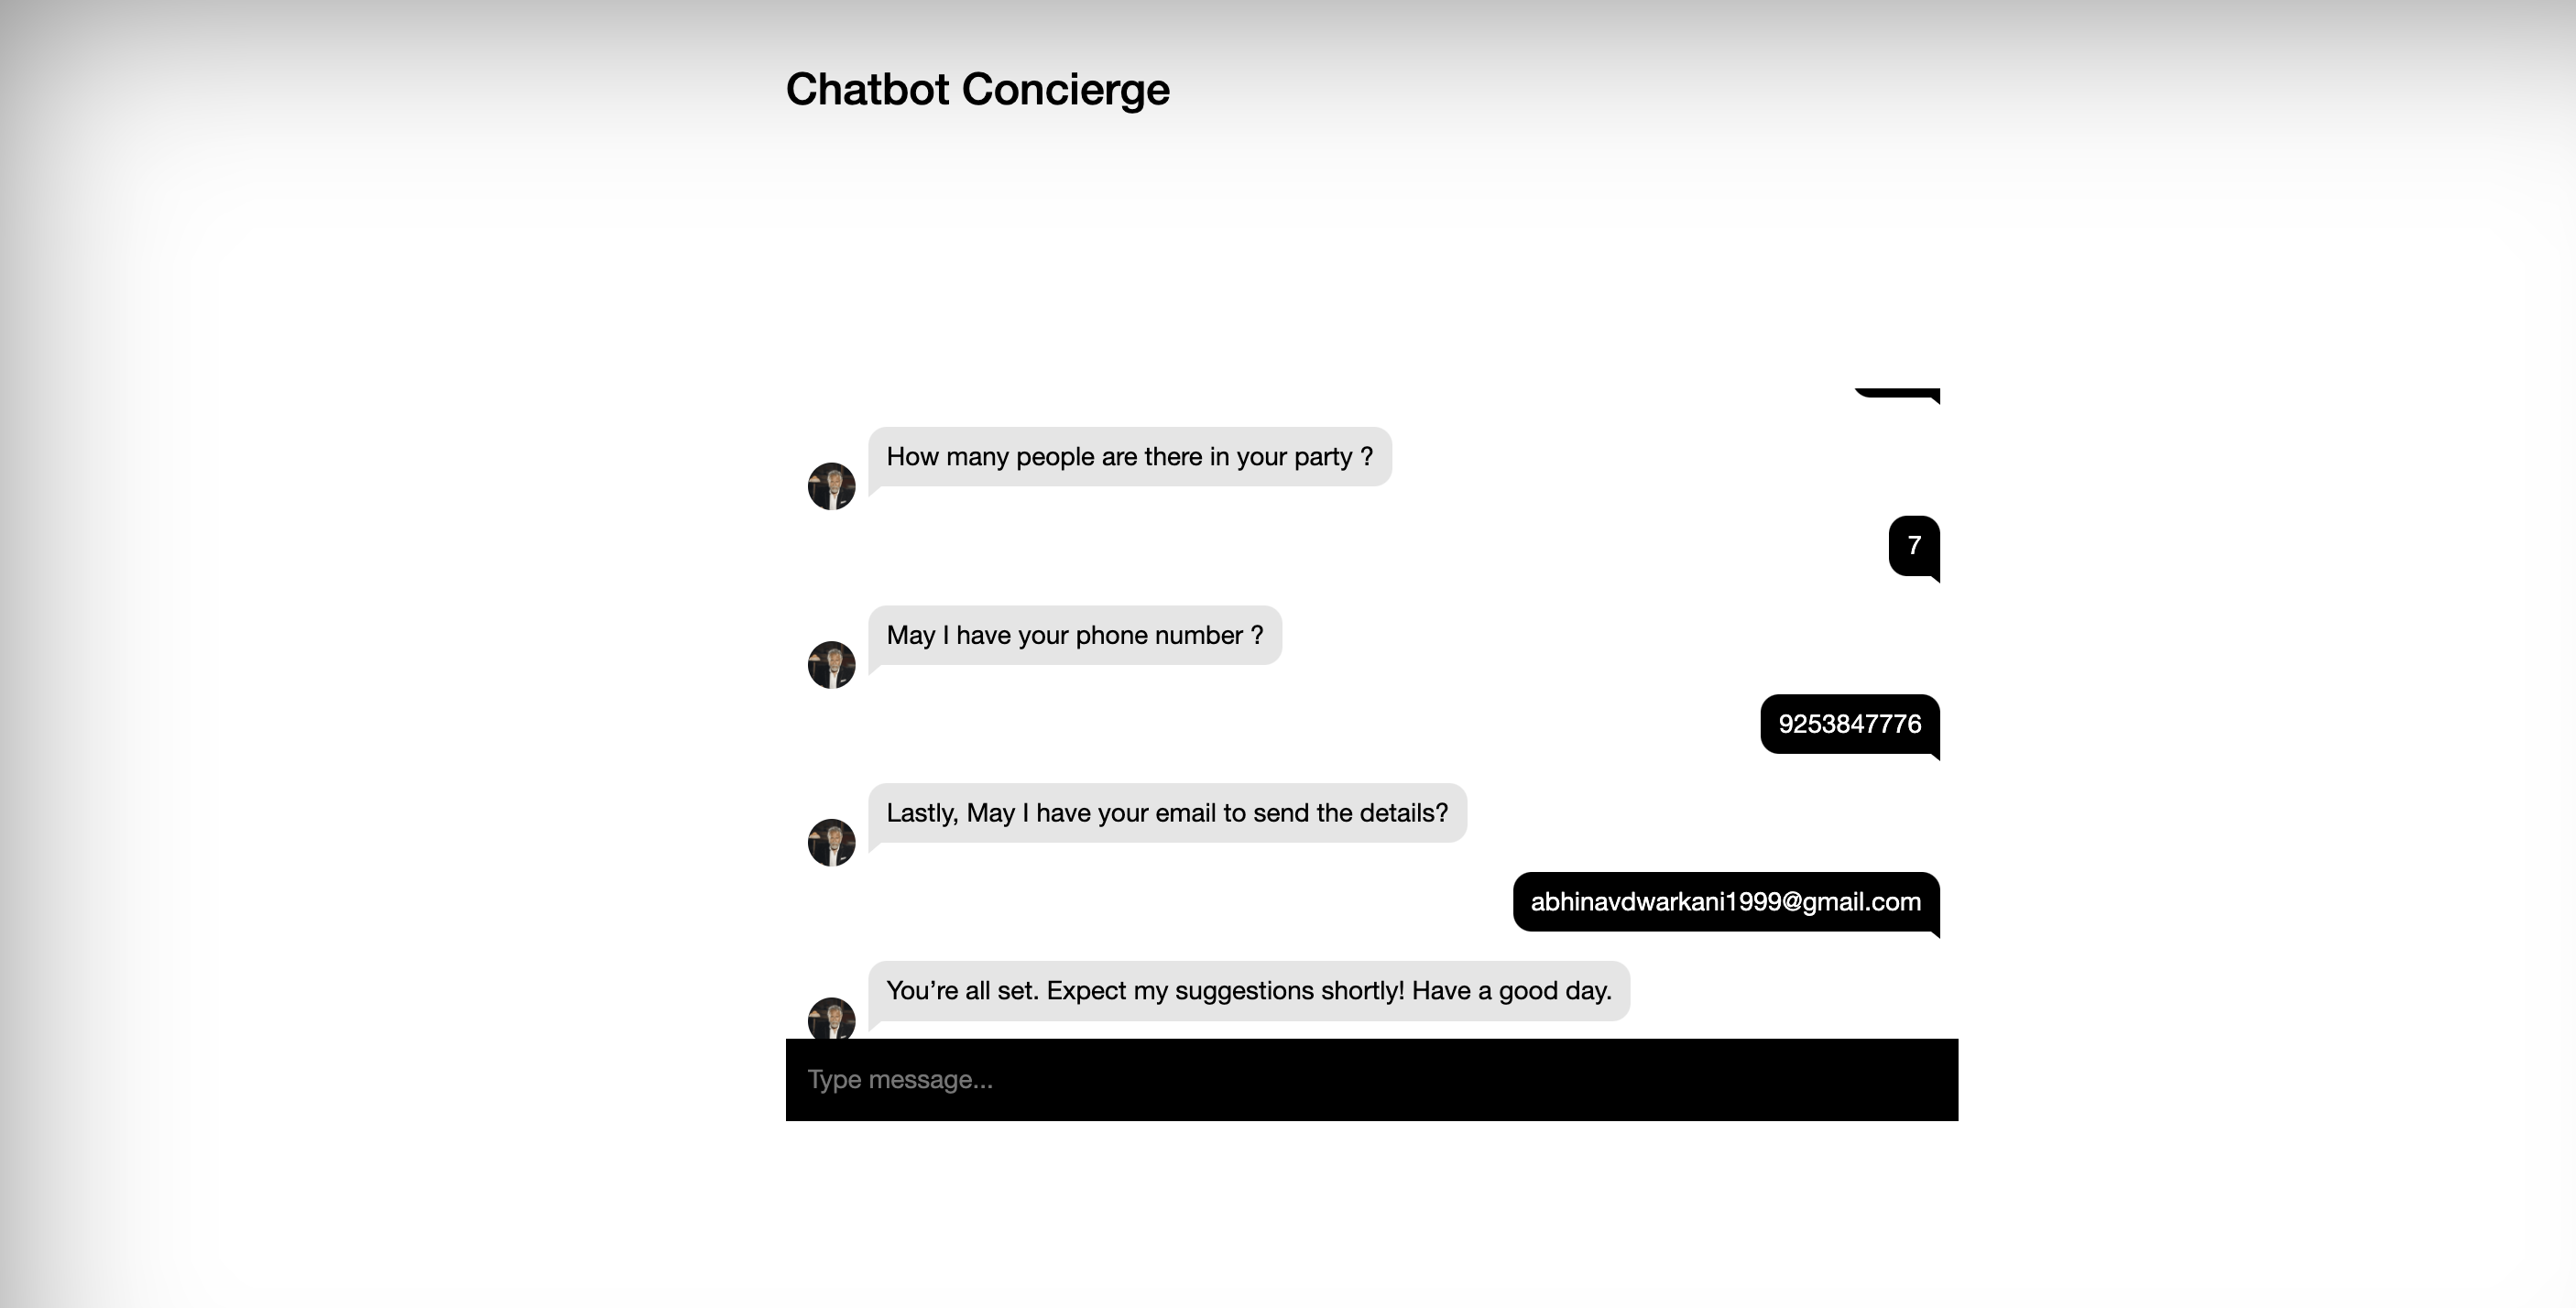 Chatbot Concierge
How many people are there in your party ?
7
May I have your phone number ?
9253847776
Lastly, May I have your email to send the details?
abhinavdwarkani1999@gmail.com
You’re all set. Expect my suggestions shortly! Have a good day.
Type message...